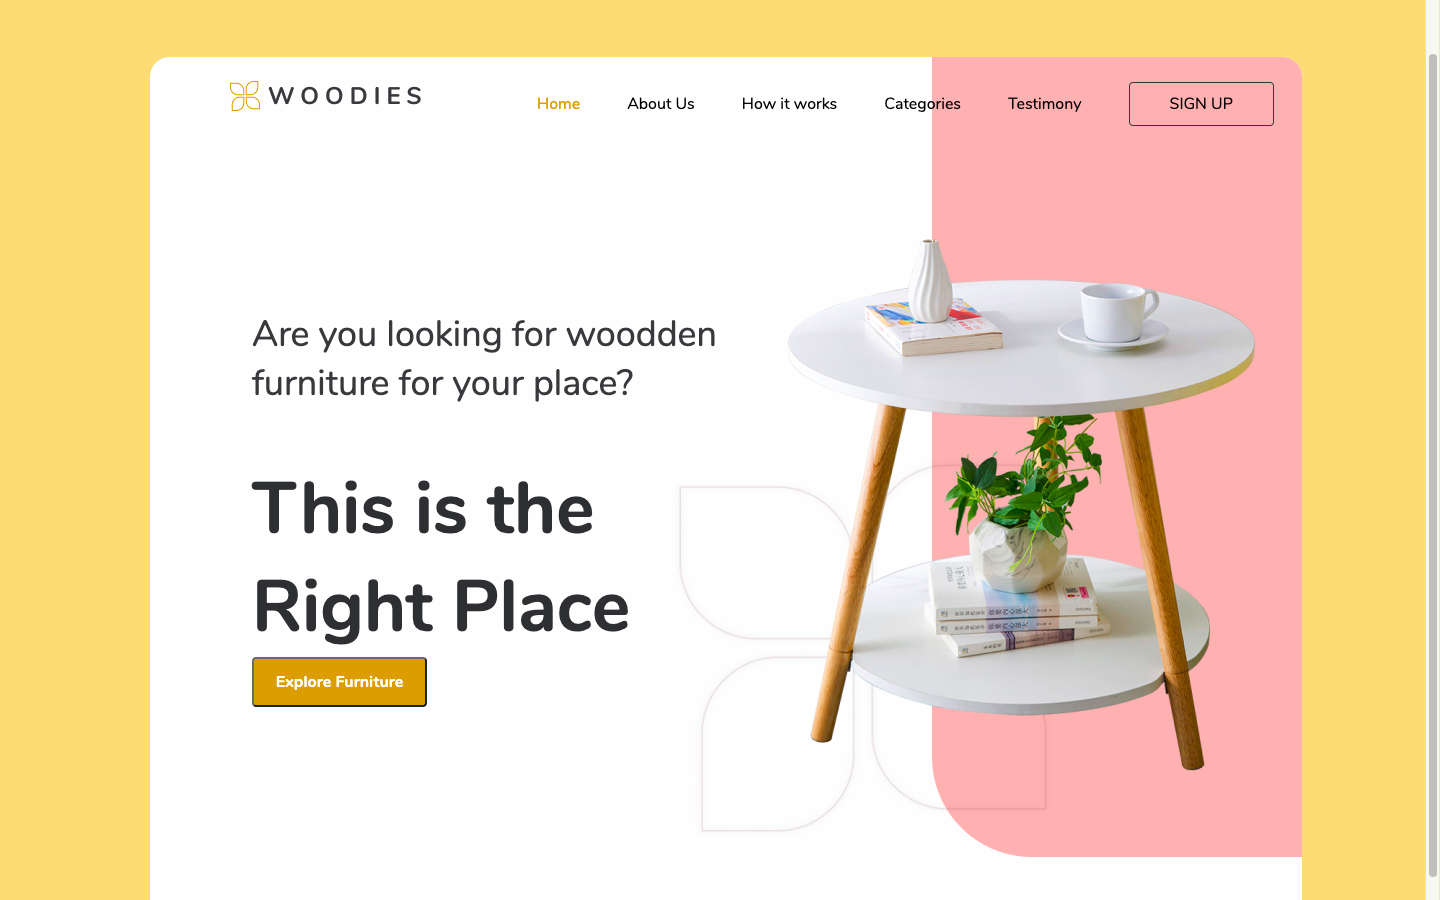 WOODIES
Home
About Us
How it works
Categories
Testimony
SIGN UP
Are you looking for woodden
furniture for your place?
This is the
Right Place
Explore Furniture